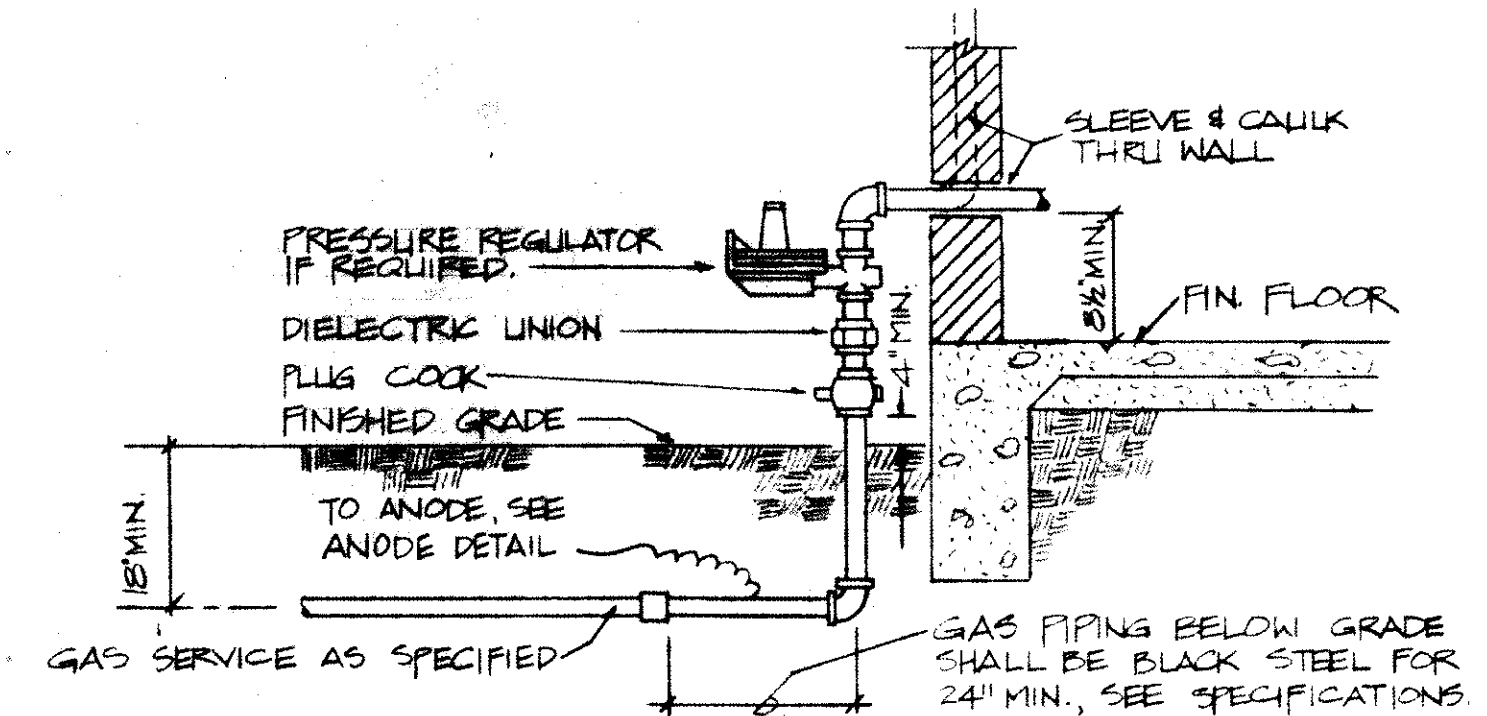 SLEEVE & CAULK
THRU WALL
PRESSURE REGULATOR
IF REQUIRED.
8½" MIN.
FIN. FLOOR
4" MIN.
DIELECTRIC UNION
PLUG COCK
FINISHED GRADE
18" MIN.
TO ANODE, SEE
ANODE DETAIL
GAS SERVICE AS SPECIFIED
GAS PIPING BELOW GRADE
SHALL BE BLACK STEEL FOR
24" MIN., SEE SPECIFICATIONS.